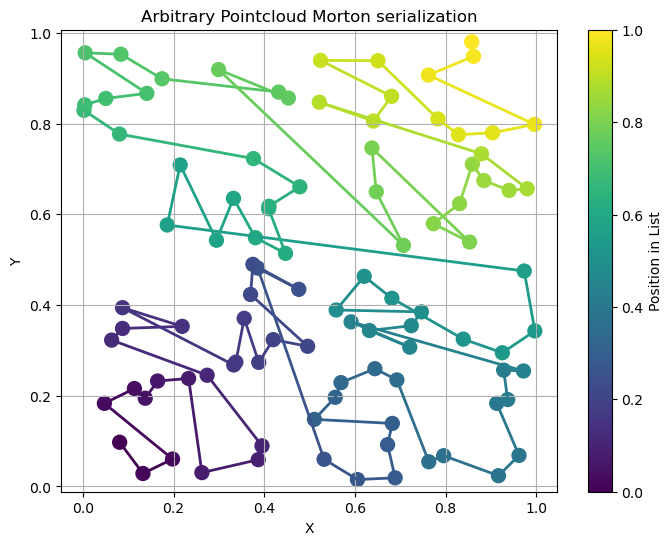 Arbitrary Pointcloud Morton serialization
1.0
0.8
0.6
0.4
0.2
0.0
Y
0.0 0.2 0.4 0.6 0.8 1.0
X
1.0
0.8
0.6
0.4
0.2
0.0
Position in List